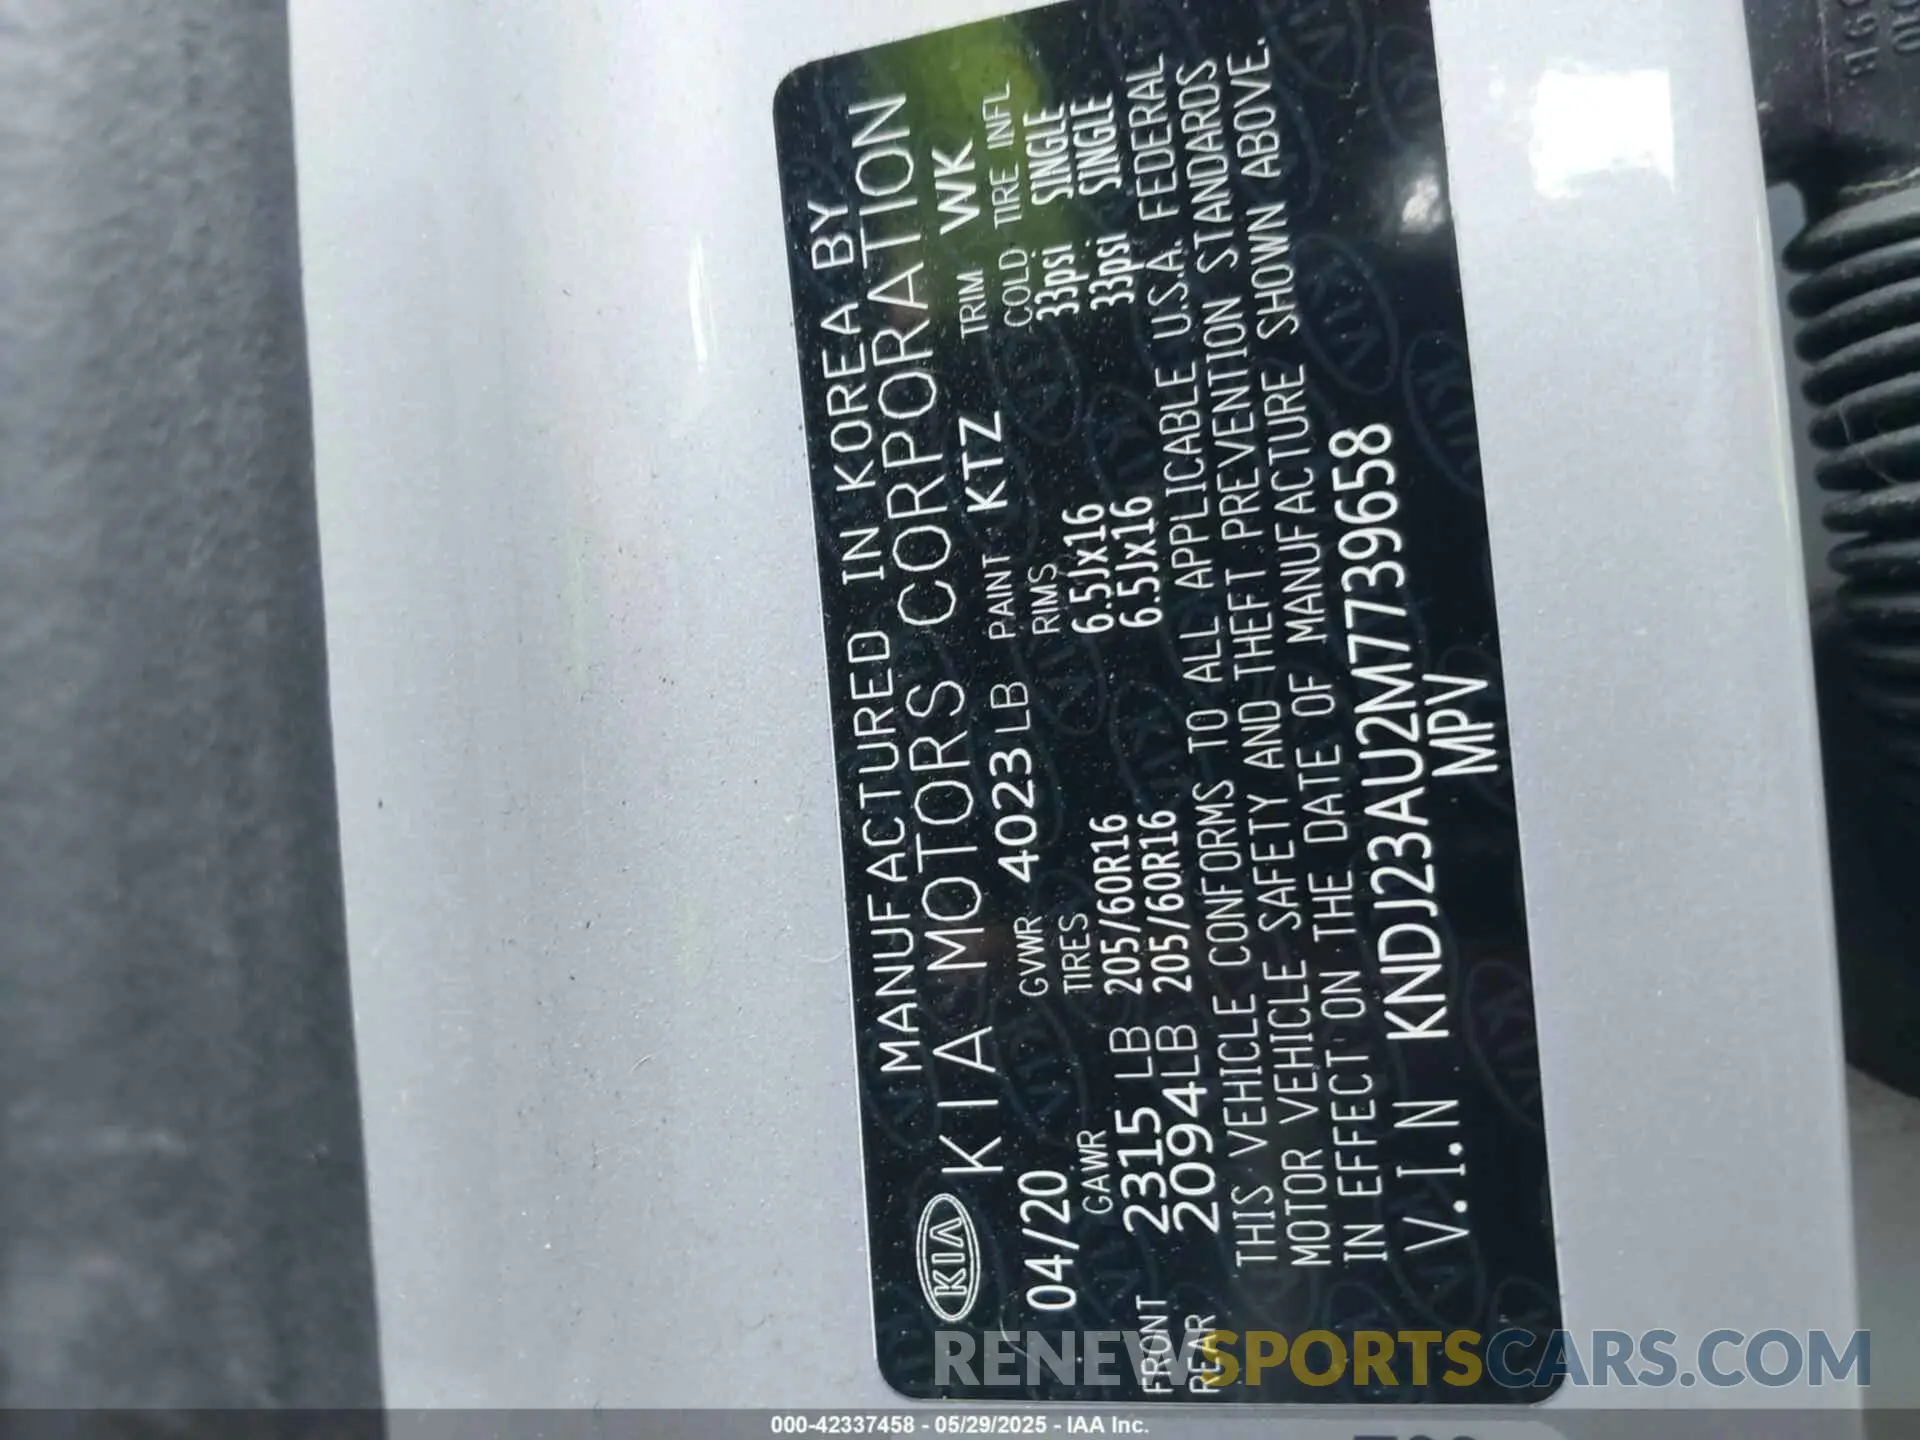 MANUFACTURED IN KOREA BY
KIA KIA MOTORS CORPORATION
04/20 GVWR 4023LB PAINT KTZ TRIM WK
GAWR TIRES RIMS COLD TIRE INFL
FRONT 2315 LB 205/60R16 6.5Jx16 33psi SINGLE
REAR 2094LB 205/60R16 6.5Jx16 33psi SINGLE
THIS VEHICLE CONFORMS TO ALL APPLICABLE U.S.A. FEDERAL
MOTOR VEHICLE SAFETY AND THEFT PREVENTION STANDARDS
IN EFFECT ON THE DATE OF MANUFACTURE SHOWN ABOVE.
V.I.N KNDJ23AU2M7739658
MPV
RENEWSPORTSCARS.COM
000-42337458 - 05/29/2025 - IAA Inc.